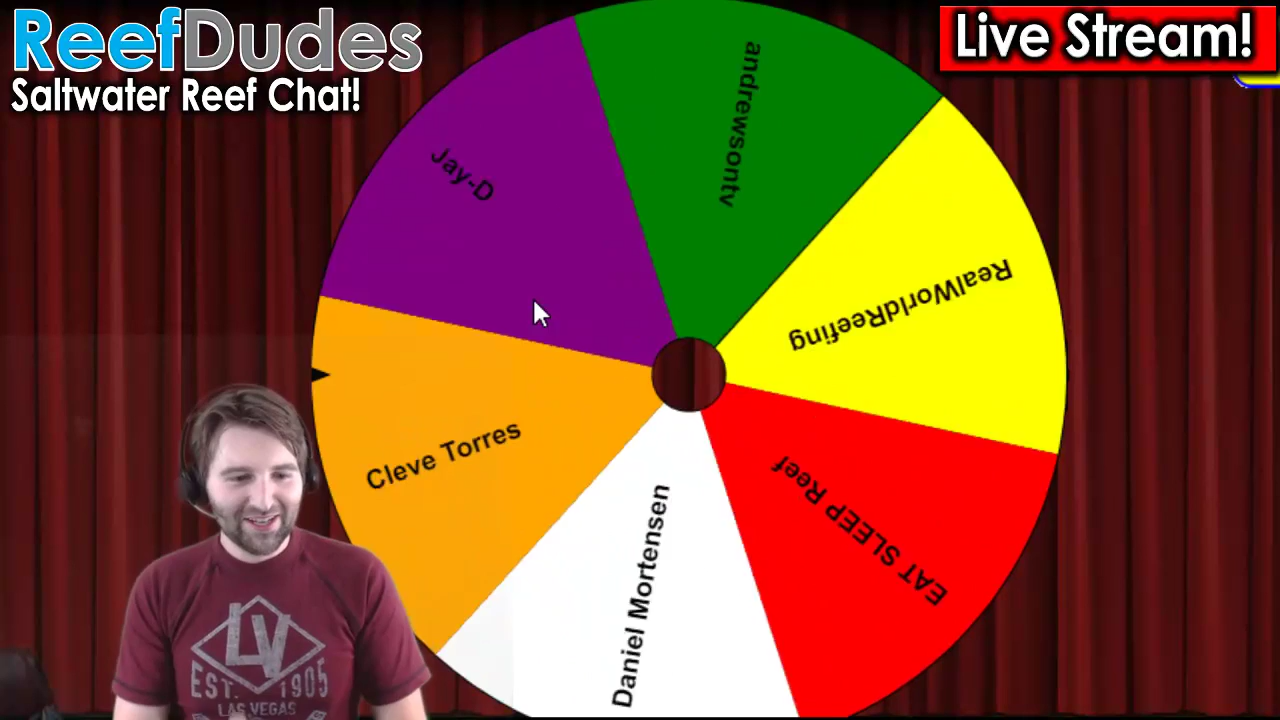 ReefDudes
Saltwater Reef Chat!
Live Stream!
andrewsontv
Jay-D
RealWorldReefing
Cleve Torres
EAT SLEEP Reef
Daniel Mortensen
LV
EST. 1905
LAS VEGAS